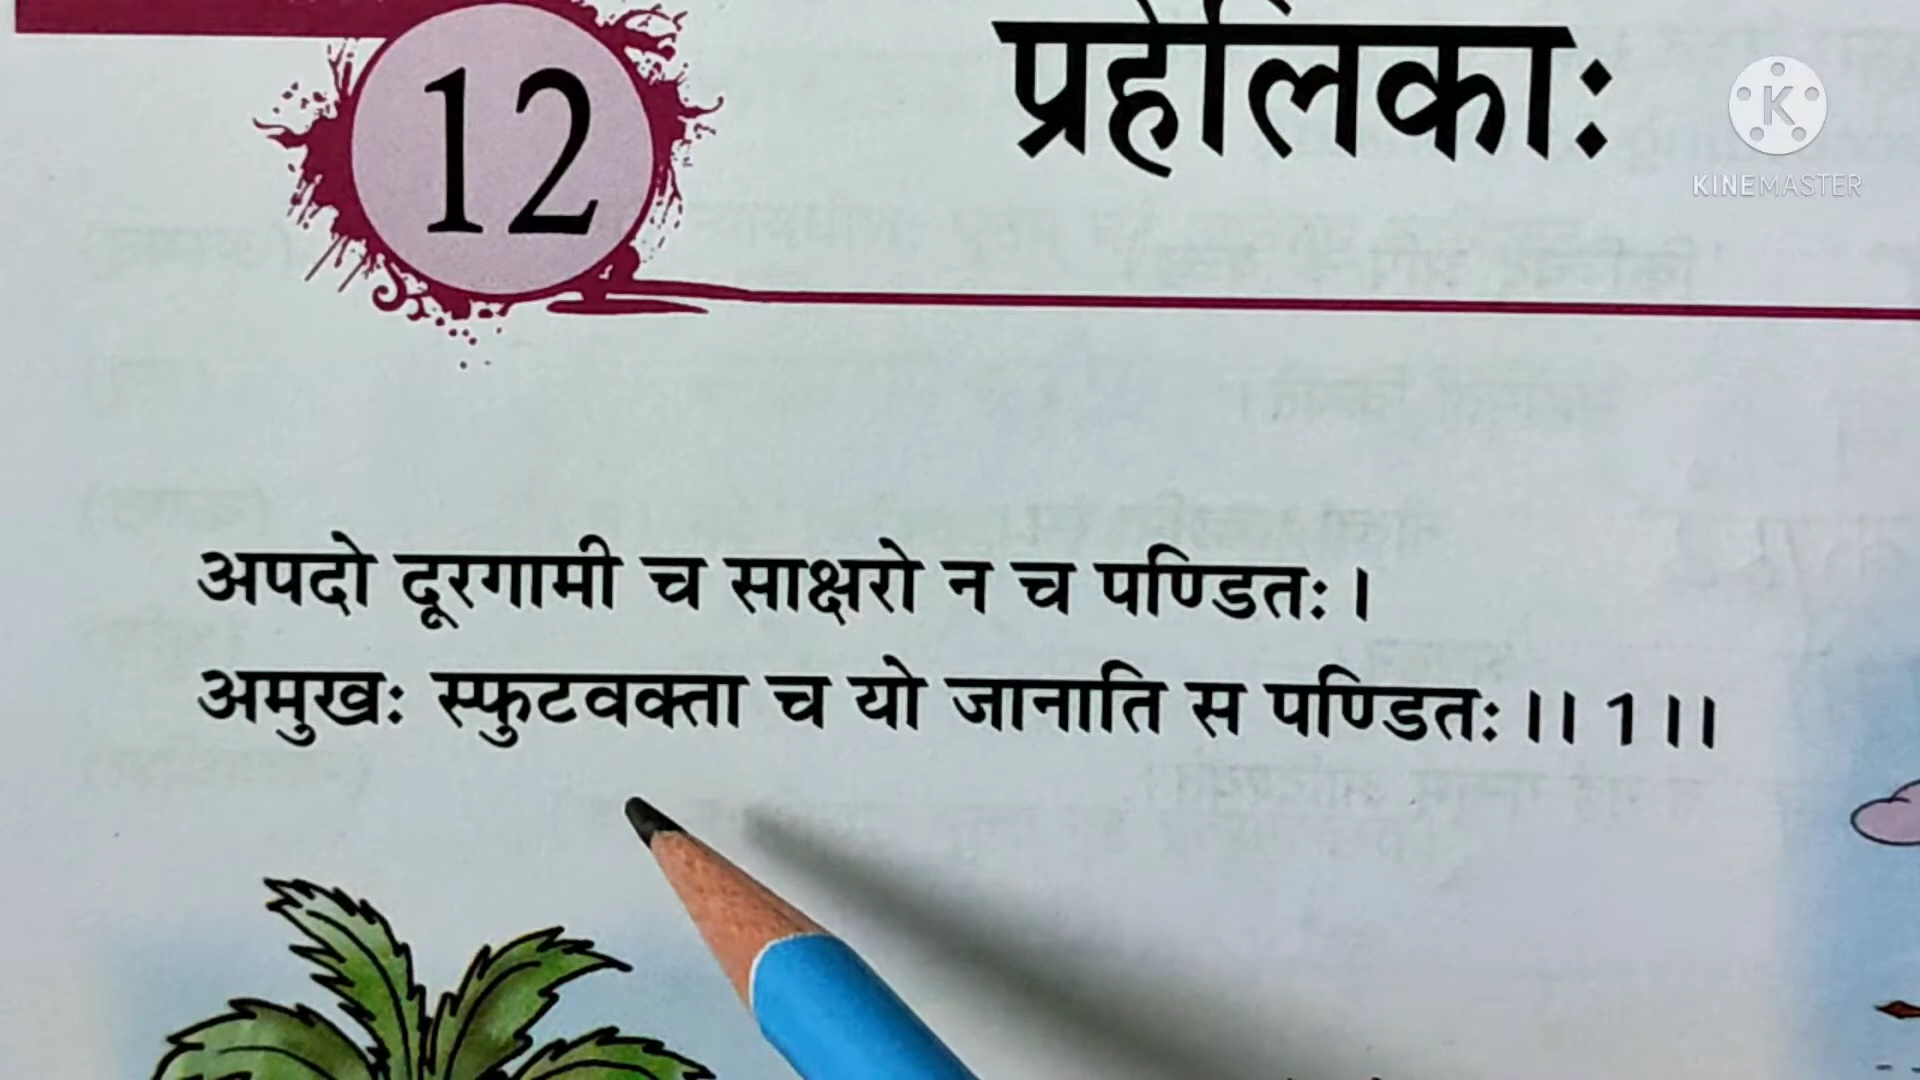 12
प्रहेलिकाः
KINEMASTER
अपदो दूरगामी च साक्षरो न च पण्डितः।
अमुखः स्फुटवक्ता च यो जानाति स पण्डितः।। 1।।